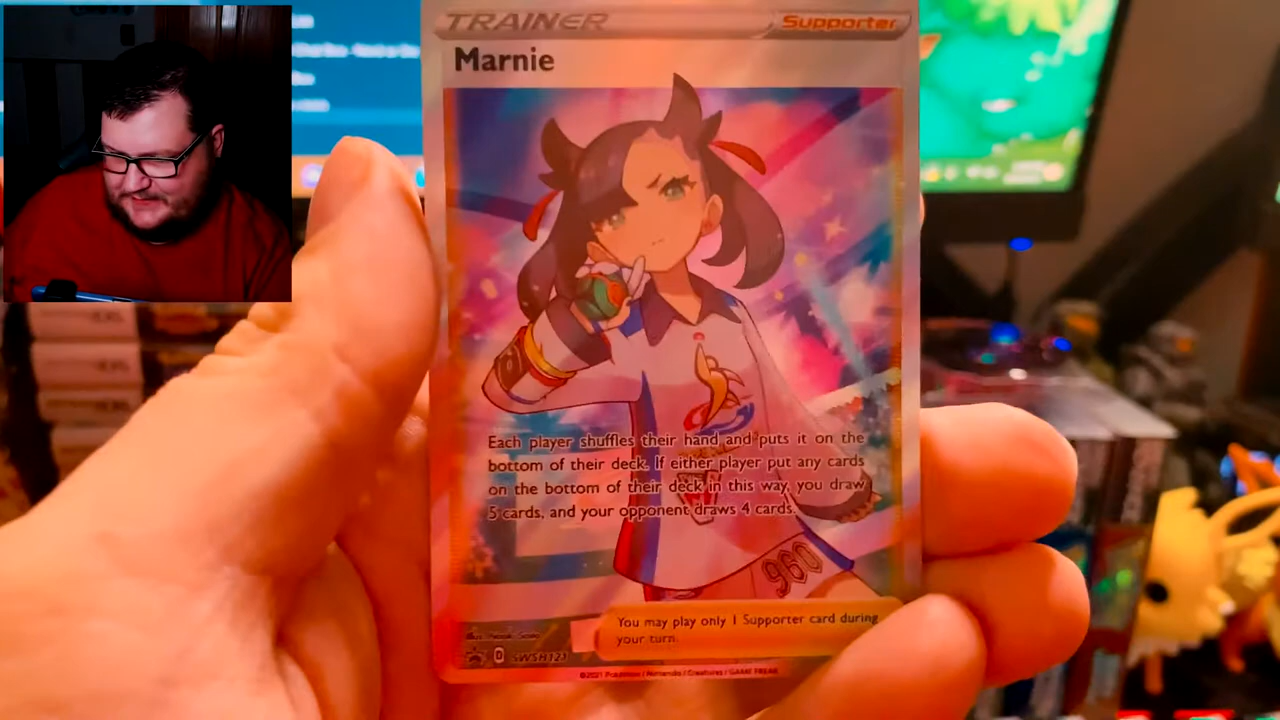 TRAINER
Supporter
Marnie
Each player shuffles their hand and puts it on the
bottom of their deck. If either player put any cards
on the bottom of their deck in this way, you draw
5 cards, and your opponent draws 4 cards.
960
You may play only 1 Supporter card during
your turn.
D SWSH121
©2021 Pokémon / Nintendo / Creatures / GAME FREAK